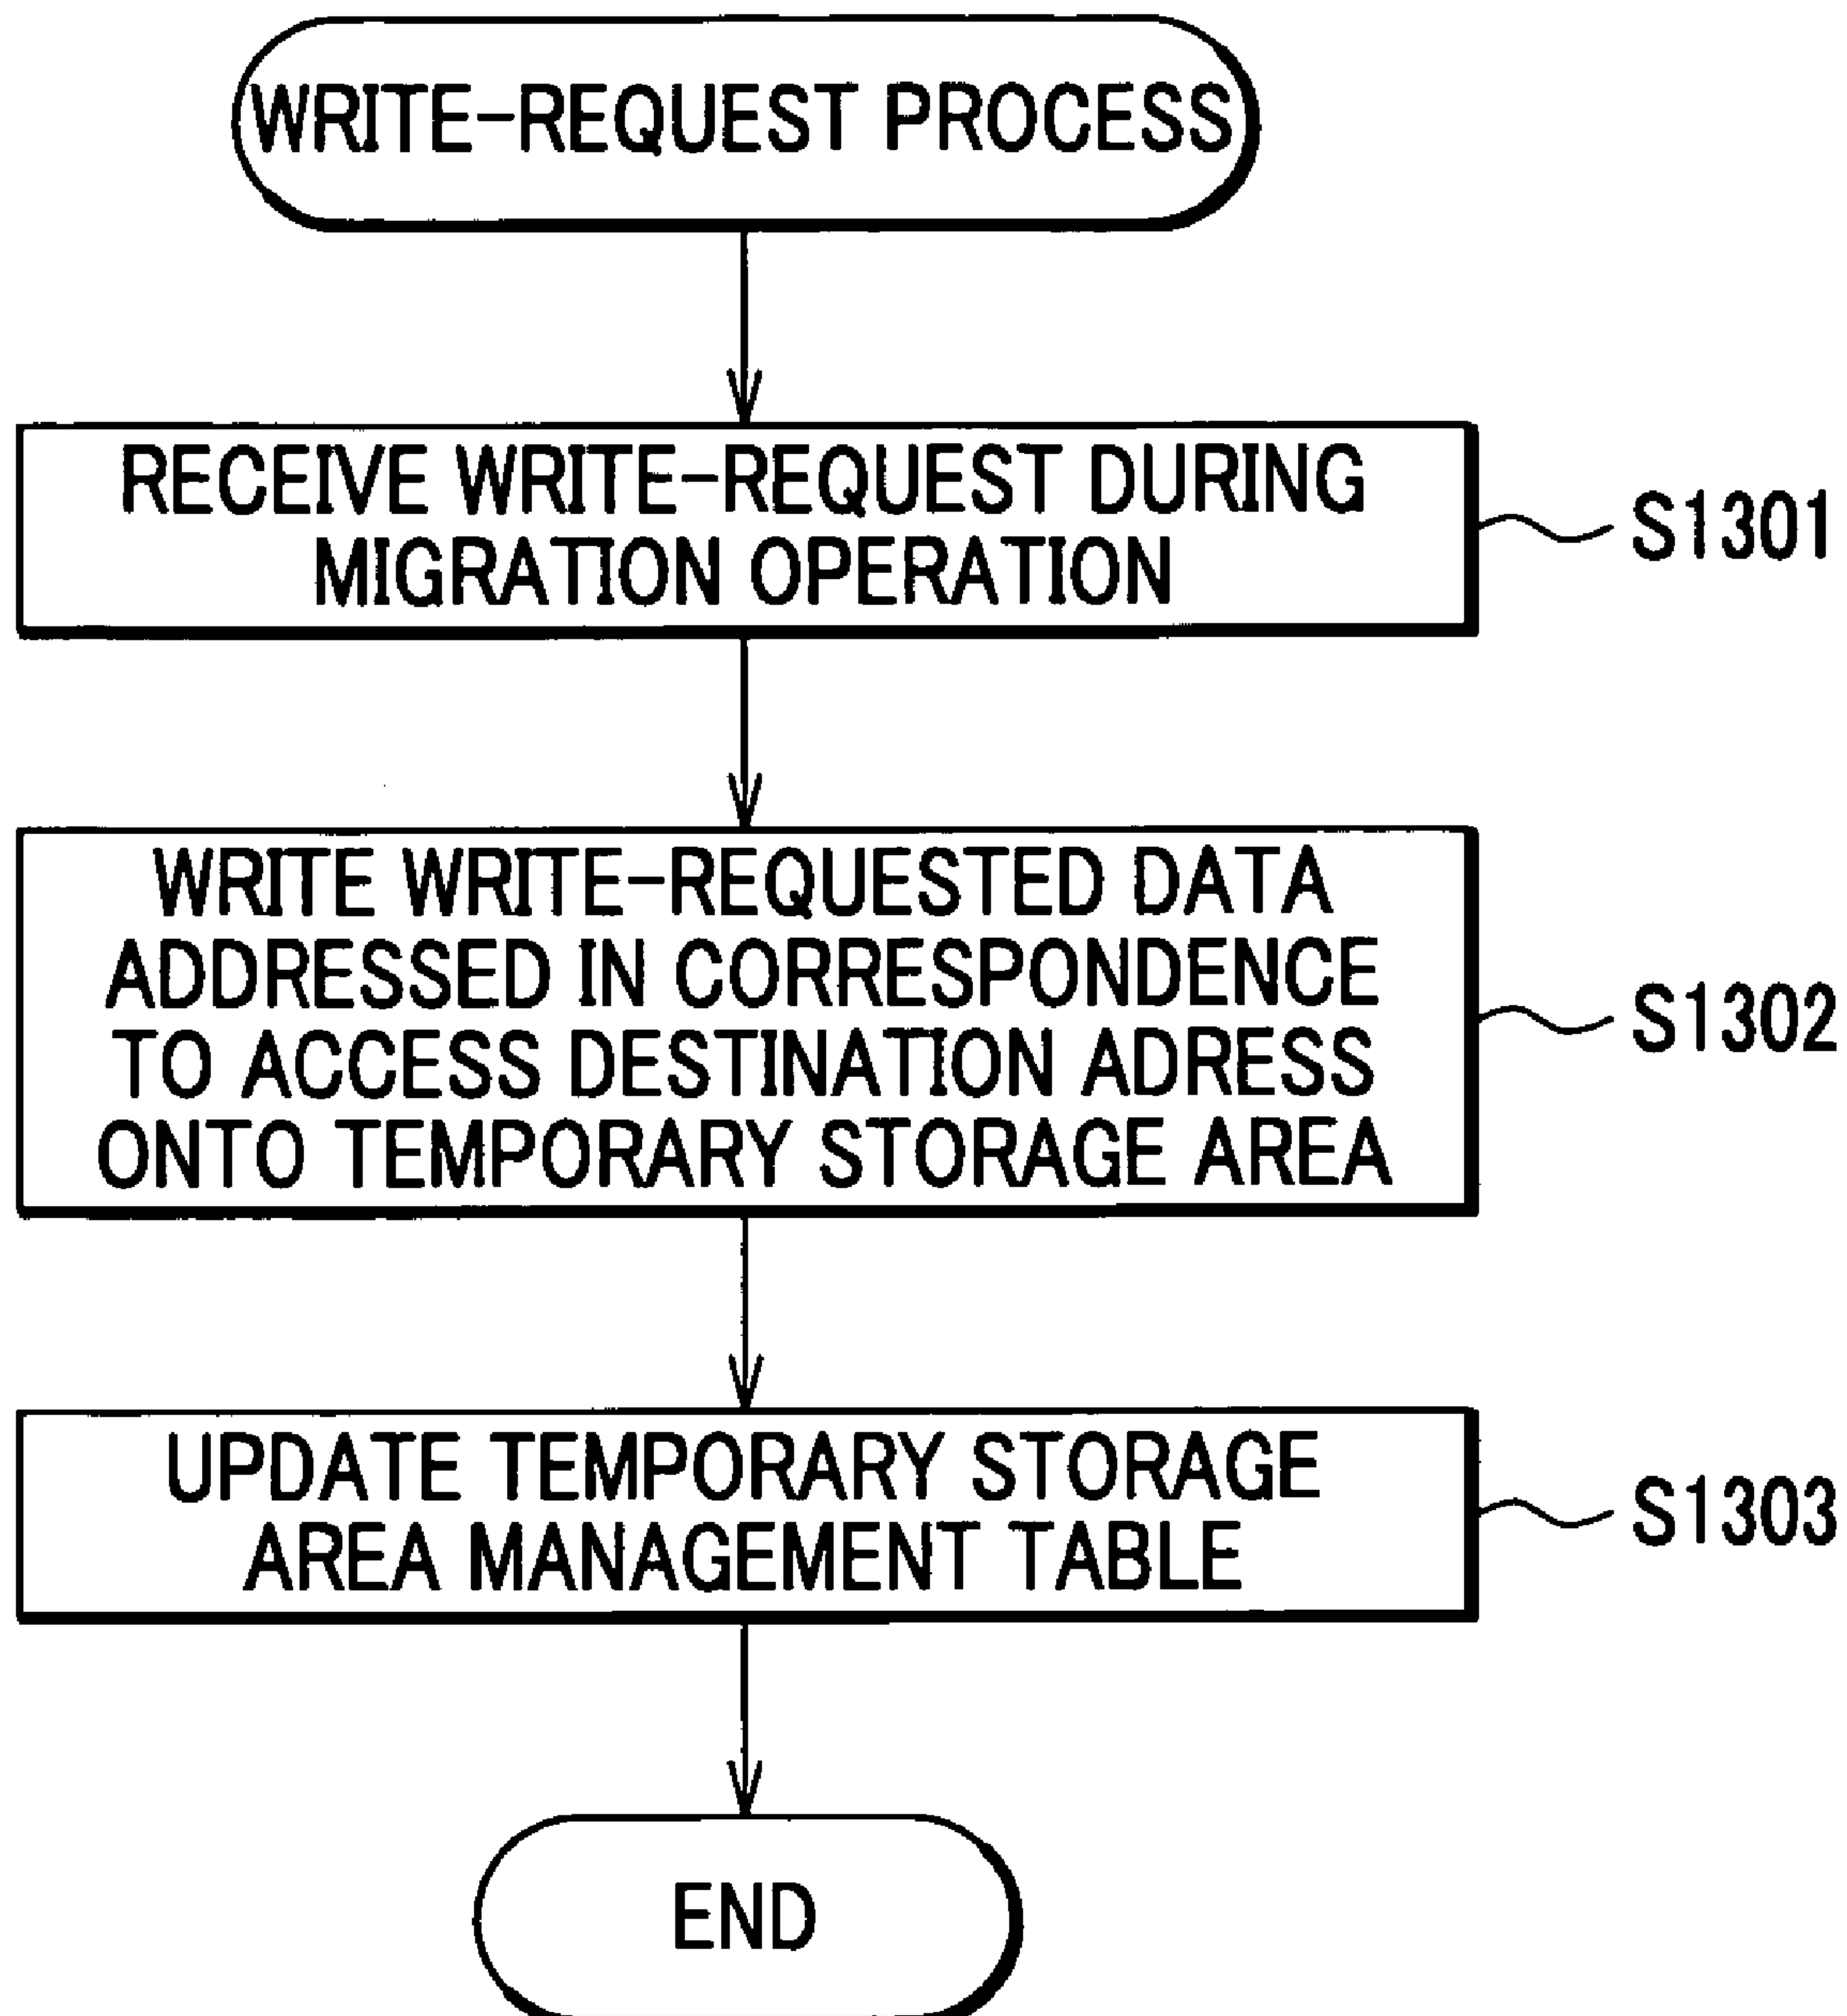 WRITE-REQUEST PROCESS
RECEIVE WRITE-REQUEST DURING
MIGRATION OPERATION
S1301
WRITE WRITE-REQUESTED DATA
ADDRESSED IN CORRESPONDENCE
TO ACCESS DESTINATION ADRESS
ONTO TEMPORARY STORAGE AREA
S1302
UPDATE TEMPORARY STORAGE
AREA MANAGEMENT TABLE
S1303
END